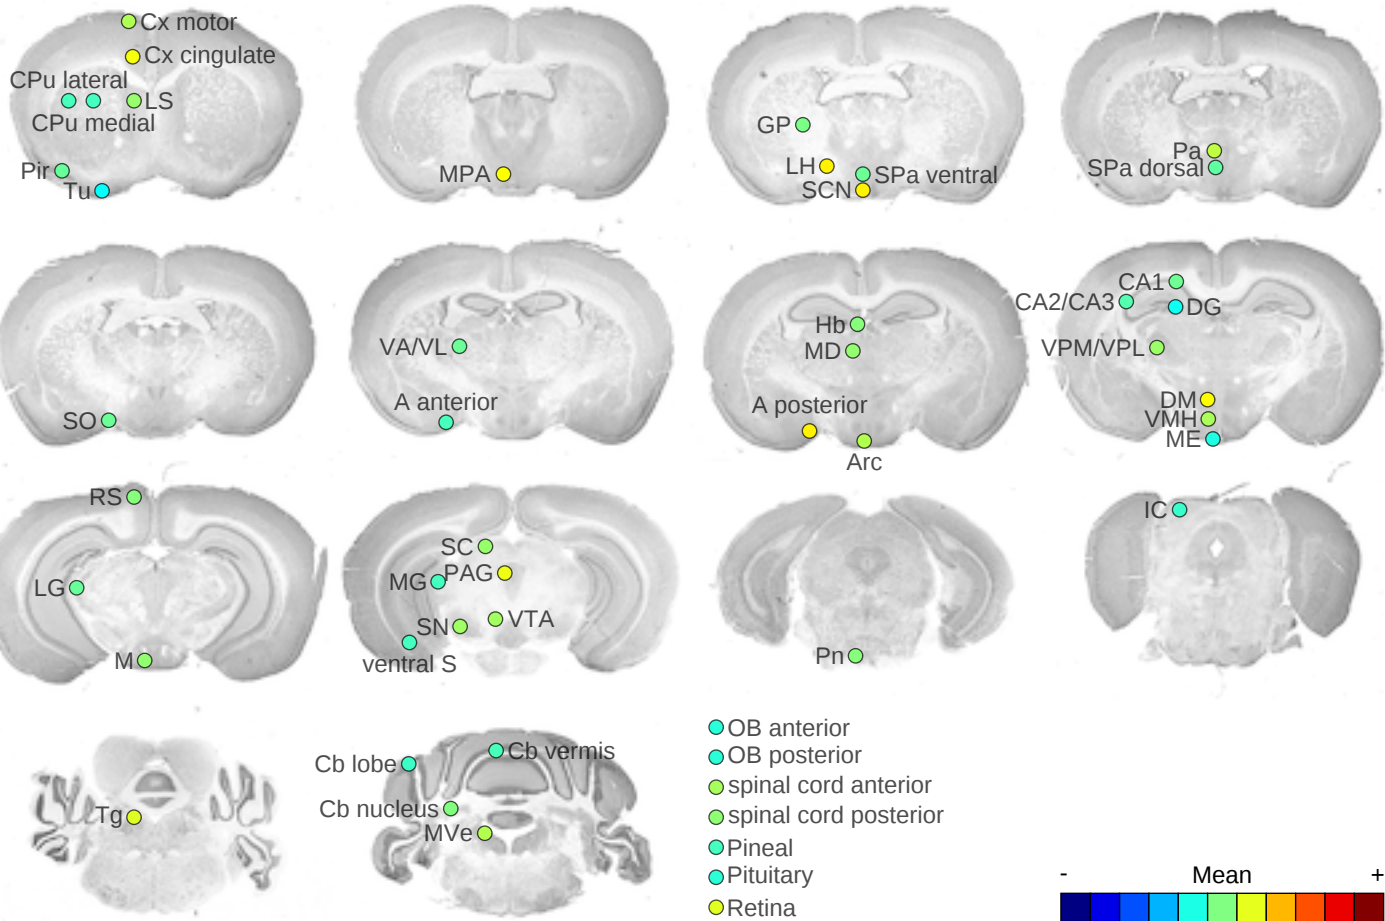 Cx motor
Cx cingulate
CPu lateral
LS
CPu medial
Pir
Tu
MPA
GP
LH
SPa ventral
SCN
Pa
SPa dorsal
SO
VA/VL
A anterior
Hb
MD
A posterior
Arc
CA1
CA2/CA3
DG
VPM/VPL
DM
VMH
ME
RS
LG
M
SC
PAG
MG
VTA
SN
ventral S
Pn
IC
Tg
Cb vermis
Cb lobe
Cb nucleus
MVe
OB anterior
OB posterior
spinal cord anterior
spinal cord posterior
Pineal
Pituitary
Retina
- Mean +